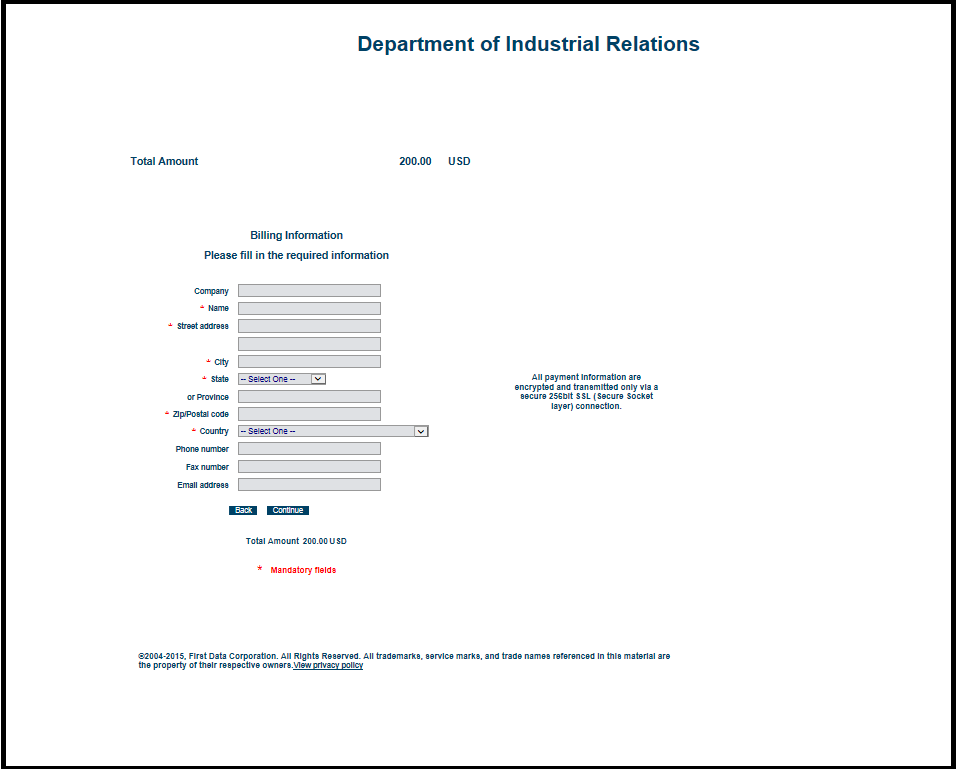 Department of Industrial Relations
Total Amount 200.00 USD
Billing Information
Please fill in the required information
Company
* Name
* Street address
* City
* State -- Select One --
or Province
* Zip/Postal code
* Country -- Select One --
Phone number
Fax number
Email address
All payment information are
encrypted and transmitted only via a
secure 256bit SSL (Secure Socket
layer) connection.
Back Continue
Total Amount 200.00 USD
* Mandatory fields
©2004-2015, First Data Corporation. All Rights Reserved. All trademarks, service marks, and trade names referenced in this material are
the property of their respective owners.View privacy policy